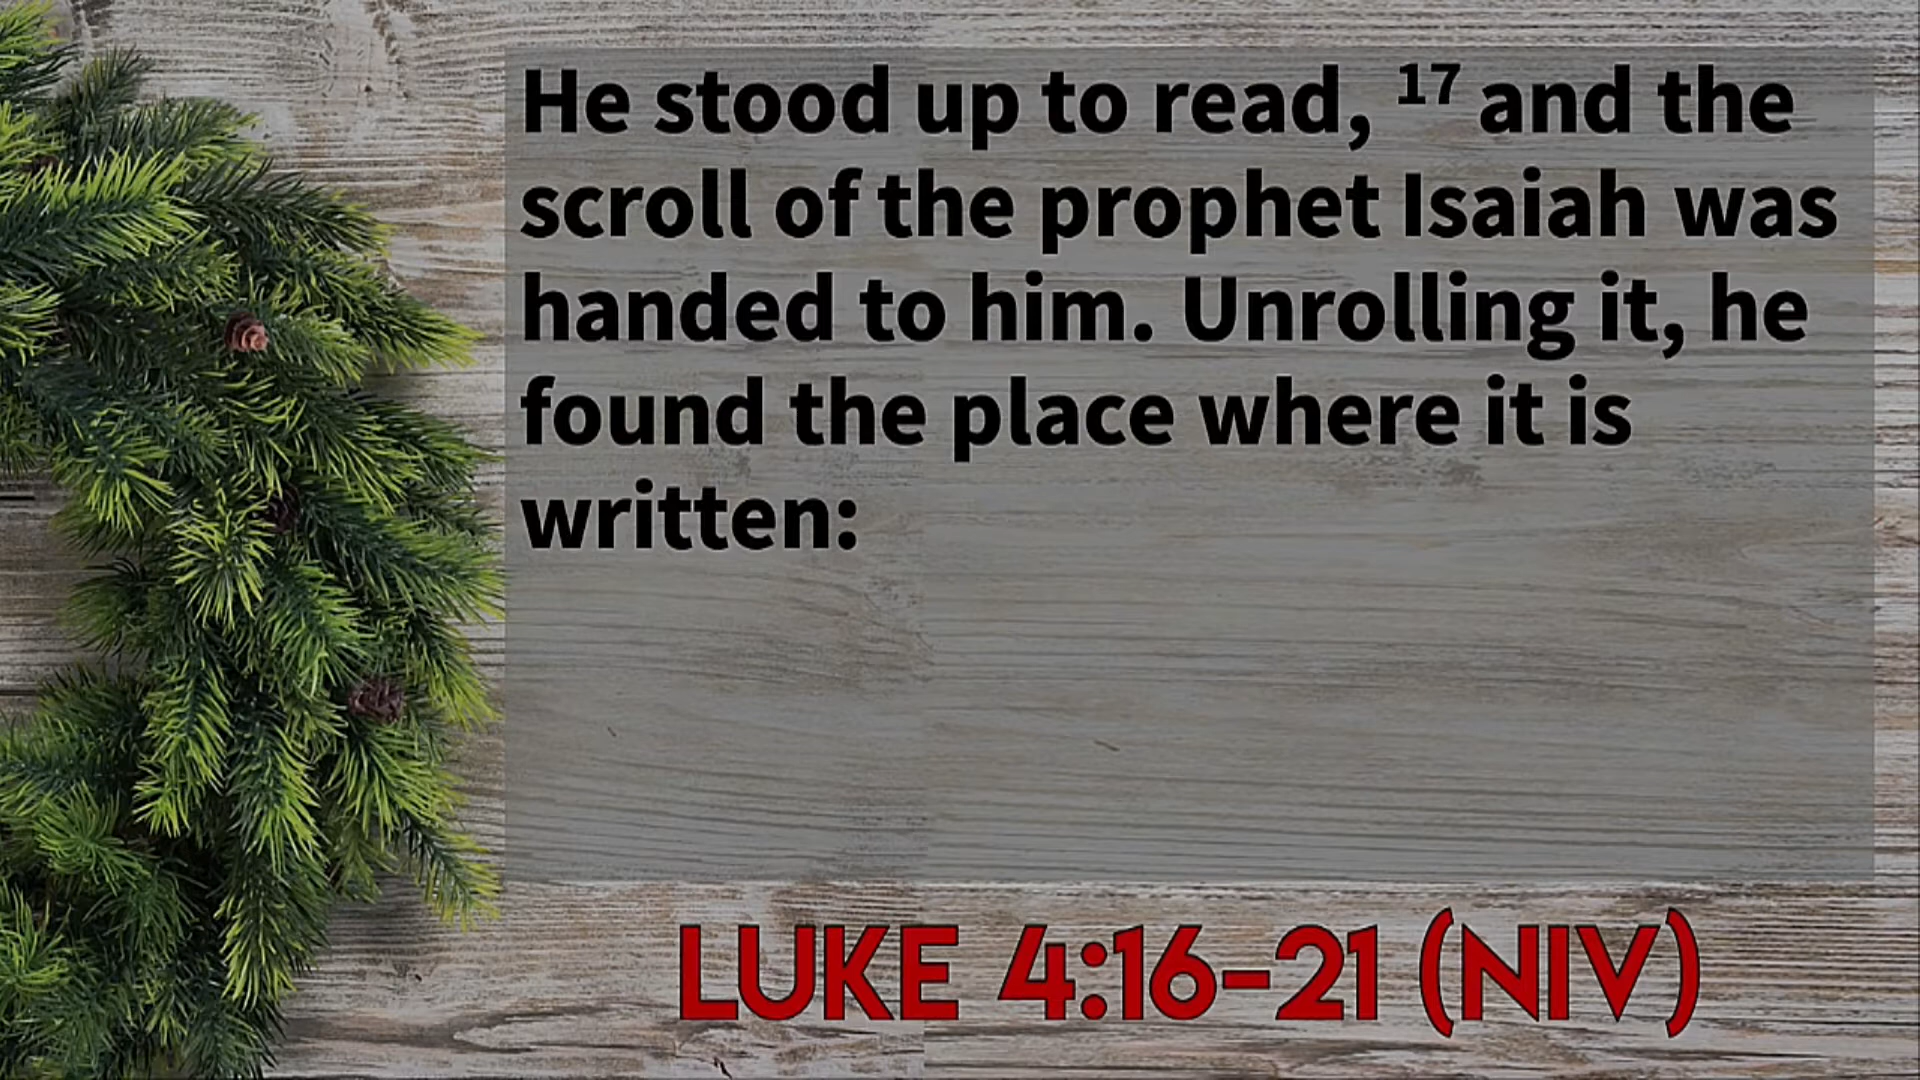 He stood up to read, 17 and the
scroll of the prophet Isaiah was
handed to him. Unrolling it, he
found the place where it is
written:
LUKE 4:16-21 (NIV)